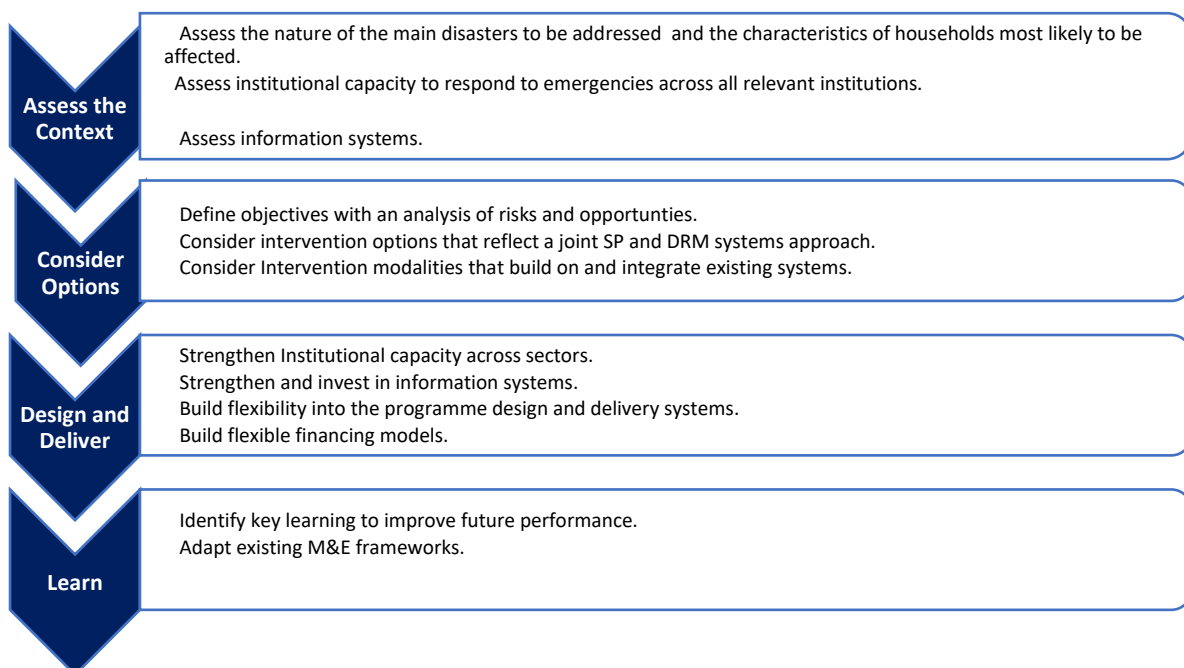 Assess the
Context
Assess the nature of the main disasters to be addressed  and the characteristics of households most likely to be
affected.
Assess institutional capacity to respond to emergencies across all relevant institutions.
Assess information systems.
Consider
Options
Define objectives with an analysis of risks and opportunties.
Consider intervention options that reflect a joint SP and DRM systems approach.
Consider Intervention modalities that build on and integrate existing systems.
Design and
Deliver
Strengthen Institutional capacity across sectors.
Strengthen and invest in information systems.
Build flexibility into the programme design and delivery systems.
Build flexible financing models.
Learn
Identify key learning to improve future performance.
Adapt existing M&E frameworks.